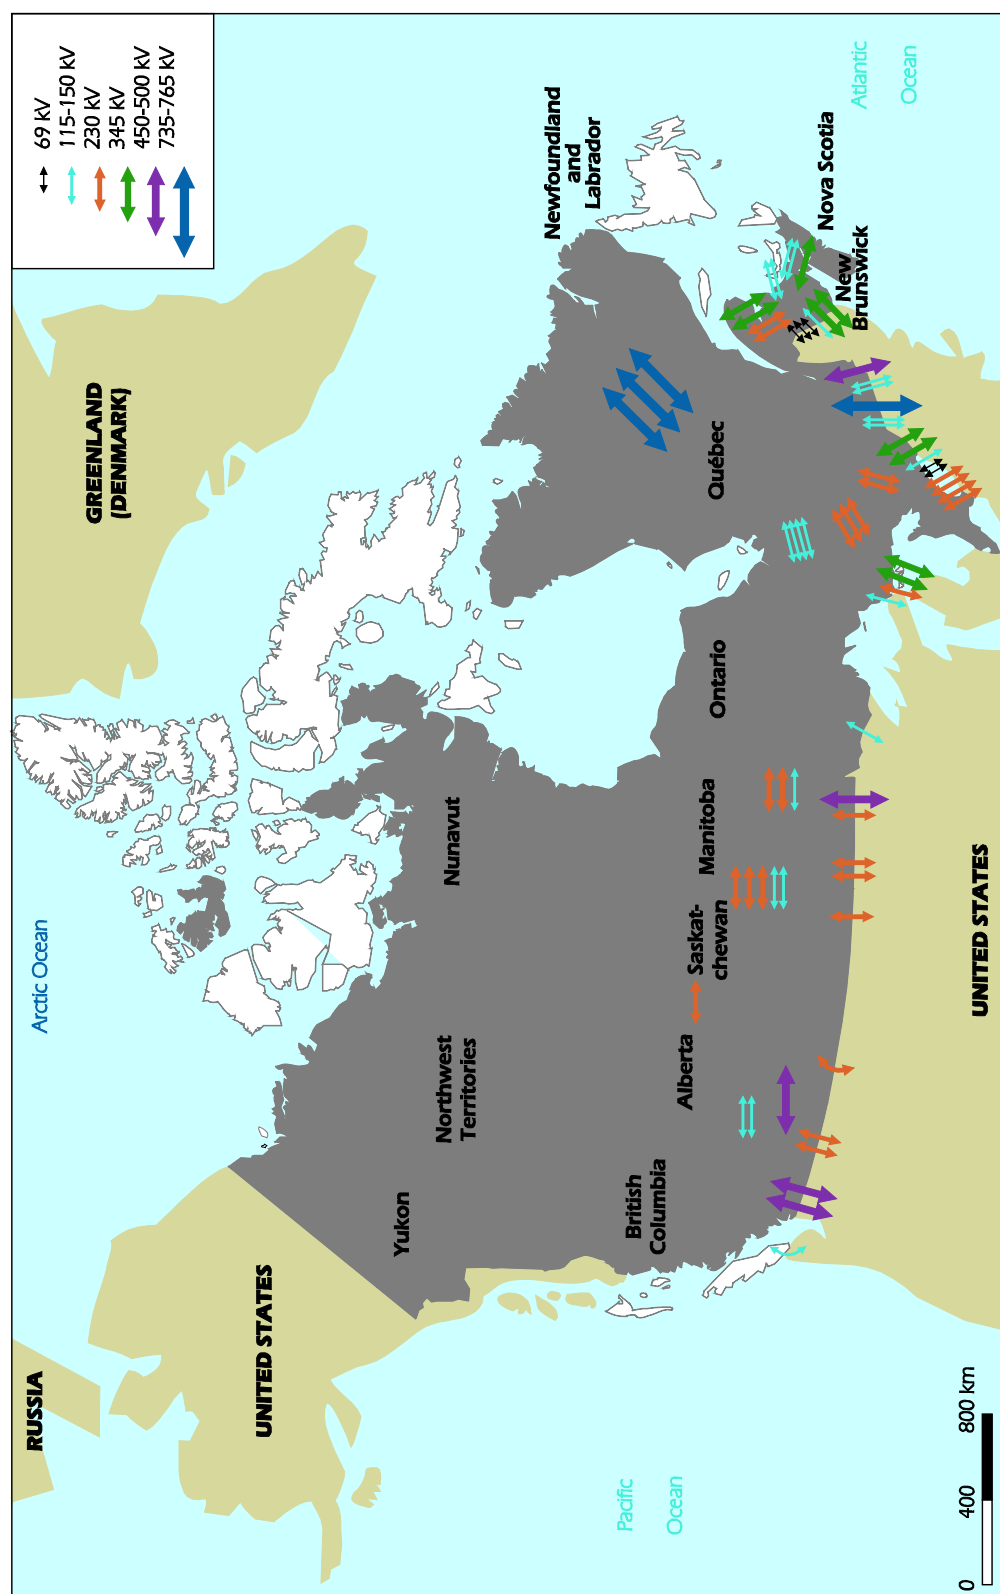 69 kV
115-150 kV
230 kV
345 kV
450-500 kV
735-765 kV
RUSSIA
Arctic Ocean
GREENLAND
(DENMARK)
UNITED STATES
Yukon
Northwest
Territories
Nunavut
Newfoundland
and
Labrador
British
Columbia
Alberta
Saskat-
chewan
Manitoba
Ontario
Québec
New
Brunswick
Nova Scotia
Pacific
Ocean
Atlantic
Ocean
UNITED STATES
0
400
800 km